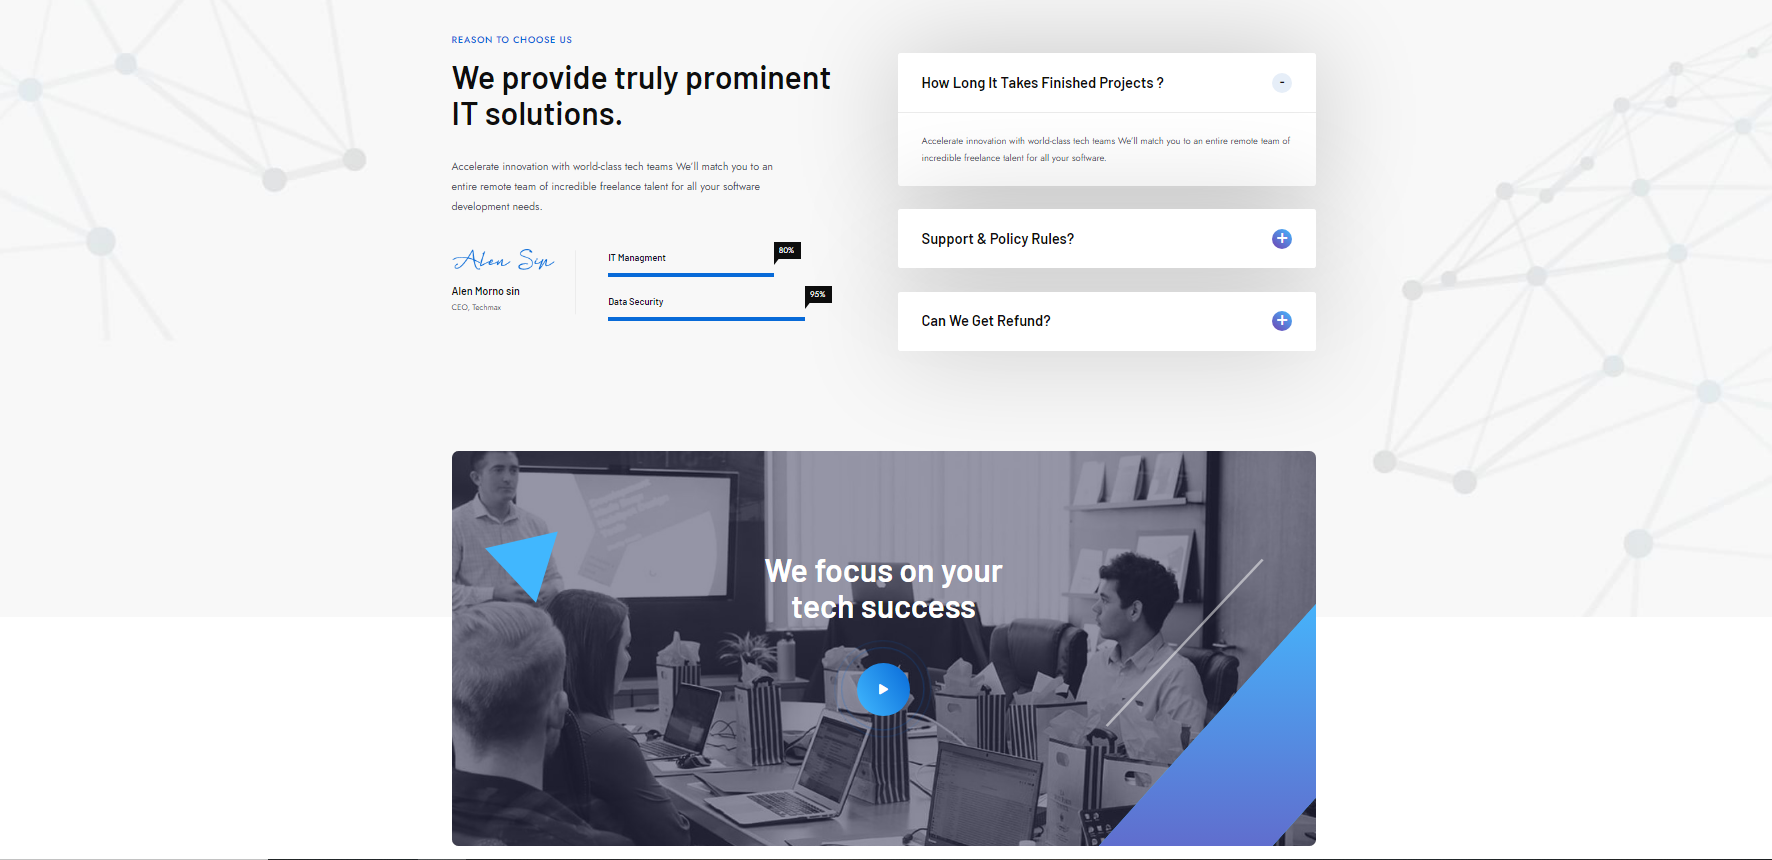 REASON TO CHOOSE US
We provide truly prominent
IT solutions.
Accelerate innovation with world-class tech teams We'll match you to an
entire remote team of incredible freelance talent for all your software
development needs.
Alen Sin
Alen Morno sin
CEO, Techmax
IT Managment
80%
Data Security
95%
How Long It Takes Finished Projects ?
-
Accelerate innovation with world-class tech teams We'll match you to an entire remote team of
incredible freelance talent for all your software.
Support & Policy Rules?
+
Can We Get Refund?
+
We focus on your
tech success